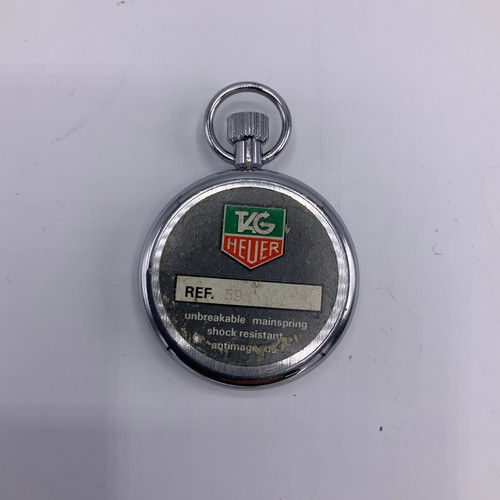 TAG
HEUER
REF.
unbreakable mainspring
shock resistant